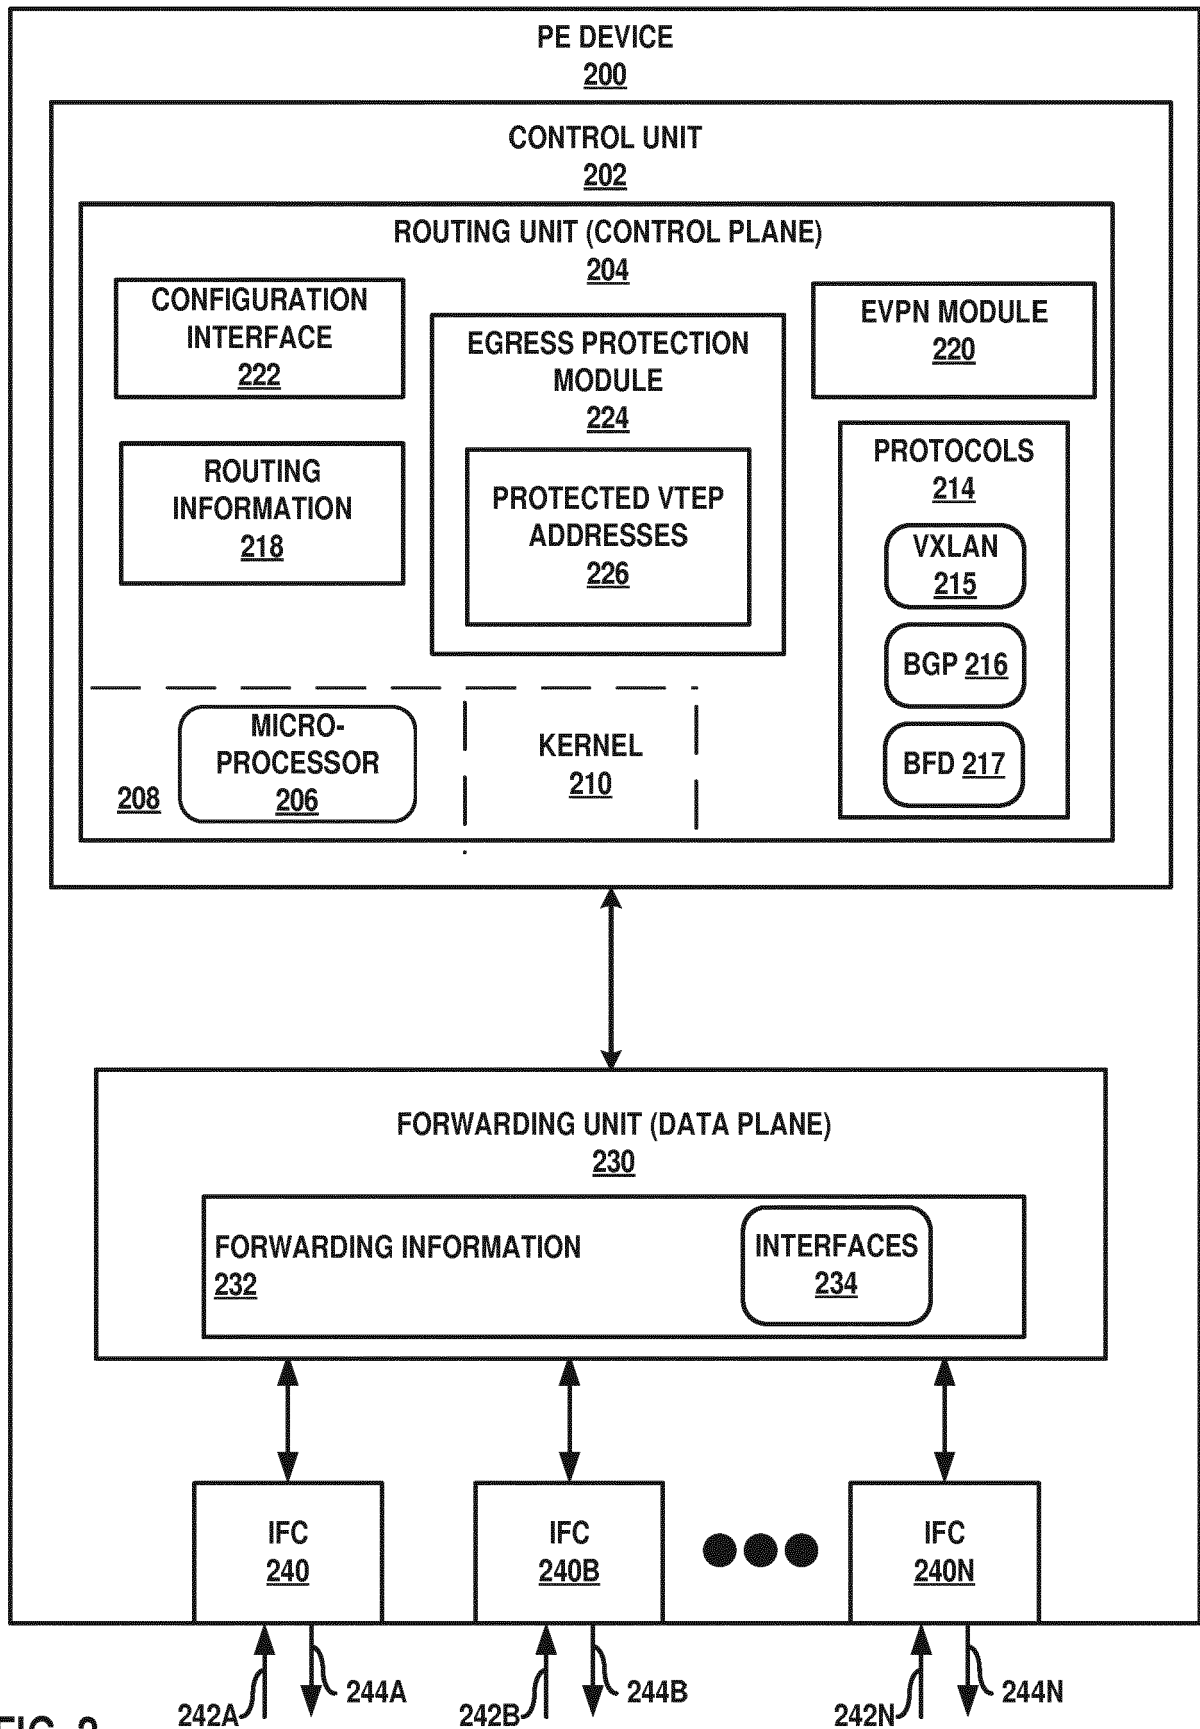 PE DEVICE
200
CONTROL UNIT
202
ROUTING UNIT (CONTROL PLANE)
204
CONFIGURATION
INTERFACE
222
EGRESS PROTECTION
MODULE
224
EVPN MODULE
220
ROUTING
INFORMATION
218
PROTECTED VTEP
ADDRESSES
226
PROTOCOLS
214
VXLAN
215
BGP 216
BFD 217
208
MICRO-
PROCESSOR
206
KERNEL
210
FORWARDING UNIT (DATA PLANE)
230
FORWARDING INFORMATION
232
INTERFACES
234
IFC
240
IFC
240B
IFC
240N
242A
244A
242B
244B
242N
244N